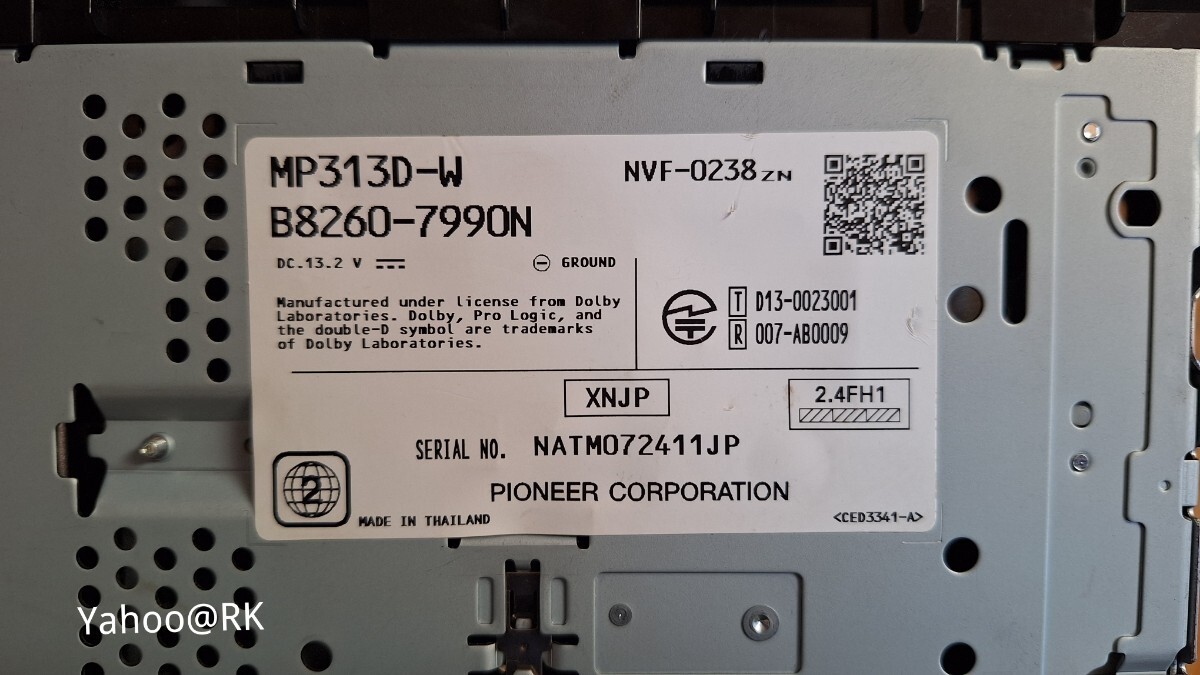 MP313D-W
NVF-0238ZN
B8260-7990N
DC.13.2 V
GROUND
Manufactured under license from Dolby
Laboratories. Dolby, Pro Logic, and
the double-D symbol are trademarks
of Dolby Laboratories.
T D13-0023001
R 007-AB0009
XNJP
2.4FH1
SERIAL NO. NATM072411JP
2
PIONEER CORPORATION
MADE IN THAILAND
<CED3341-A>
Yahoo@RK